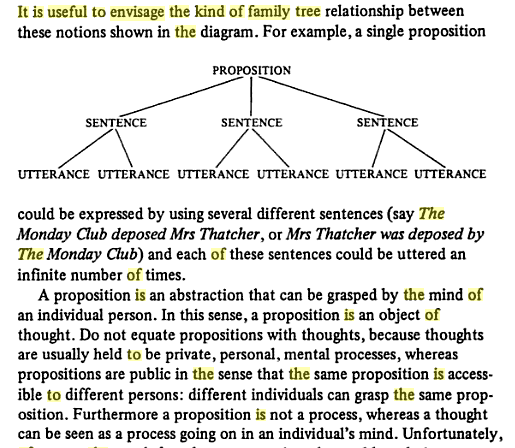 It is useful to envisage the kind of family tree relationship between
these notions shown in the diagram. For example, a single proposition
PROPOSITION
SENTENCE SENTENCE SENTENCE
UTTERANCE UTTERANCE UTTERANCE UTTERANCE UTTERANCE UTTERANCE
could be expressed by using several different sentences (say The
Monday Club deposed Mrs Thatcher, or Mrs Thatcher was deposed by
The Monday Club) and each of these sentences could be uttered an
infinite number of times.
A proposition is an abstraction that can be grasped by the mind of
an individual person. In this sense, a proposition is an object of
thought. Do not equate propositions with thoughts, because thoughts
are usually held to be private, personal, mental processes, whereas
propositions are public in the sense that the same proposition is access-
ible to different persons: different individuals can grasp the same prop-
osition. Furthermore a proposition is not a process, whereas a thought
can be seen as a process going on in an individual's mind. Unfortunately,